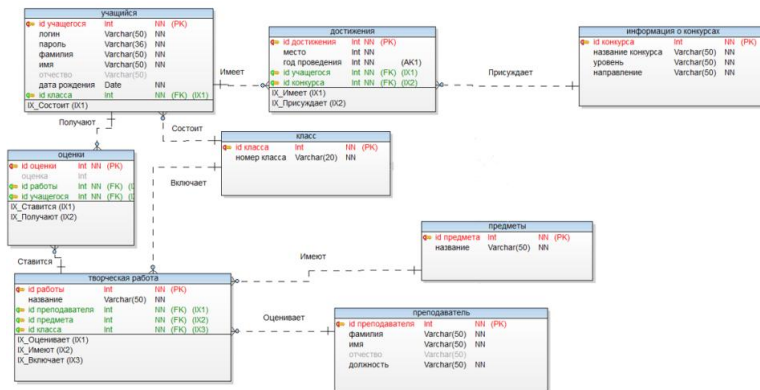 учащийся
id учащегося Int NN (PK)
логин Varchar(50) NN
пароль Varchar(36) NN
фамилия Varchar(50) NN
имя Varchar(50) NN
отчество Varchar(50)
дата рождения Date NN
id класса Int NN (FK) (IX1)
IX_Состоит (IX1)
достижения
id достижения Int NN (PK)
место Int NN
год проведения Int NN (AK1)
id учащегося Int NN (FK) (IX1)
id конкурса Int NN (FK) (IX2)
IX_Имеет (IX1)
IX_Присуждает (IX2)
информация о конкурсах
id конкурса Int NN (PK)
название конкурса Varchar(50) NN
уровень Varchar(50) NN
направление Varchar(50) NN
Имеет
Присуждает
Получают
Состоит
класс
id класса Int NN (PK)
номер класса Varchar(20) NN
Включает
оценки
id оценки Int NN (PK)
оценка Int
id работы Int NN (FK)
id учащегося Int NN (FK)
IX_Ставится (IX1)
IX_Получают (IX2)
Ставится
предметы
id предмета Int NN (PK)
название Varchar(50) NN
Имеют
творческая работа
id работы Int NN (PK)
название Varchar(50) NN
id преподавателя Int NN (FK) (IX1)
id предмета Int NN (FK) (IX2)
id класса Int NN (FK) (IX3)
IX_Оценивает (IX1)
IX_Имеют (IX2)
IX_Включает (IX3)
Оценивает
преподаватель
id преподавателя Int NN (PK)
фамилия Varchar(50) NN
имя Varchar(50) NN
отчество Varchar(50)
должность Varchar(50) NN